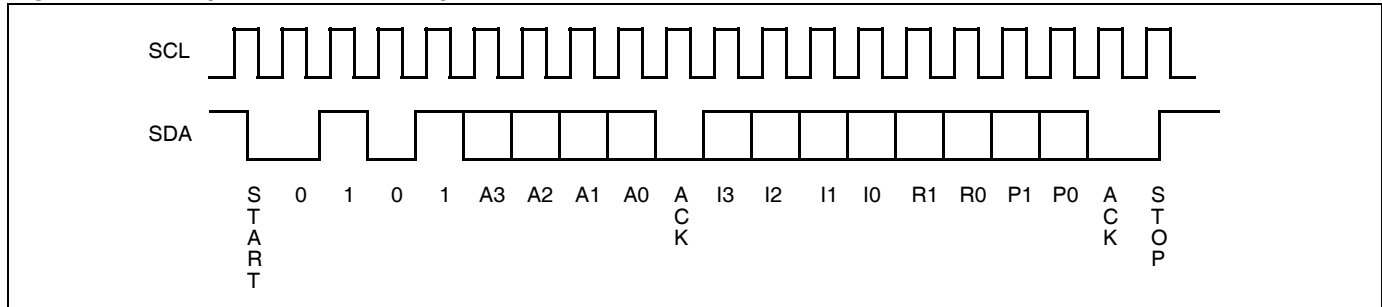 SCL
SDA
START 0 1 0 1 A3 A2 A1 A0 ACK I3 I2 I1 I0 R1 R0 P1 P0 ACK STOP